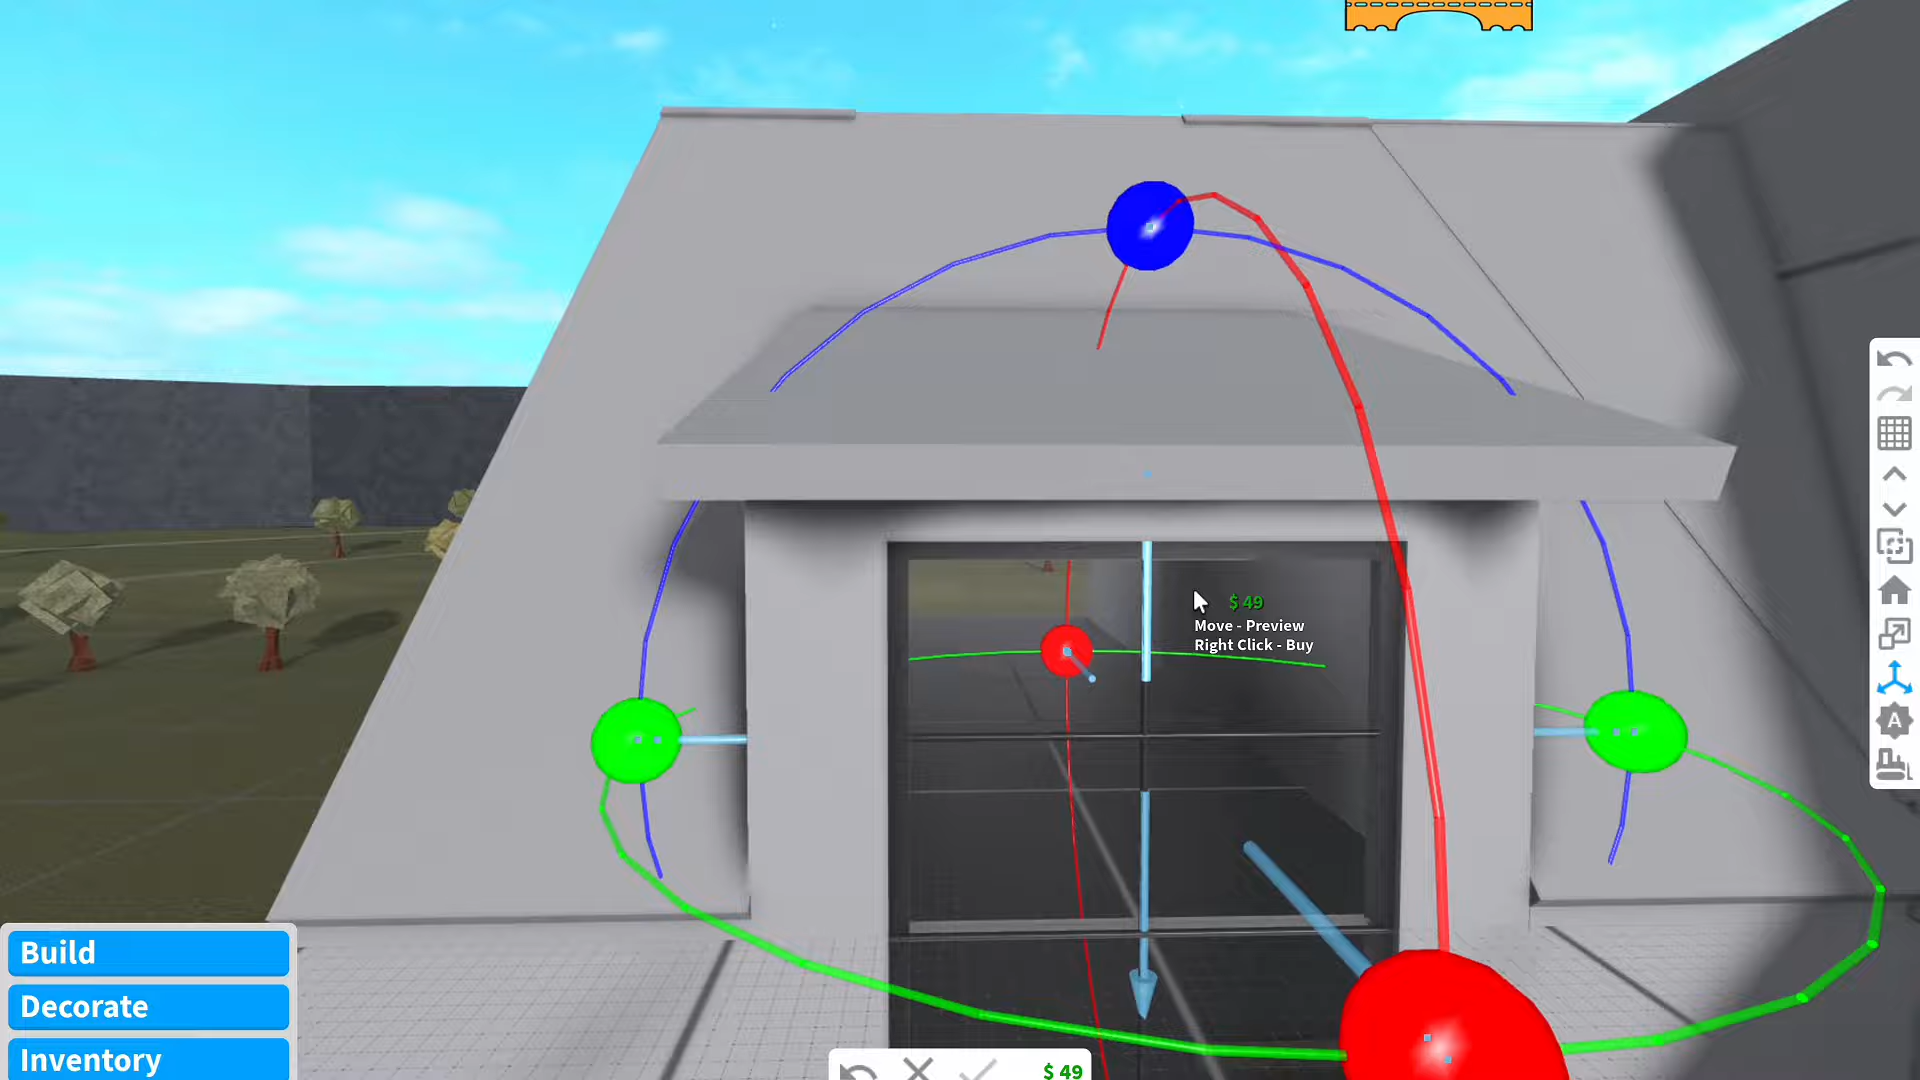 $ 49
Move - Preview
Right Click - Buy
A
Build
Decorate
Inventory
$ 49